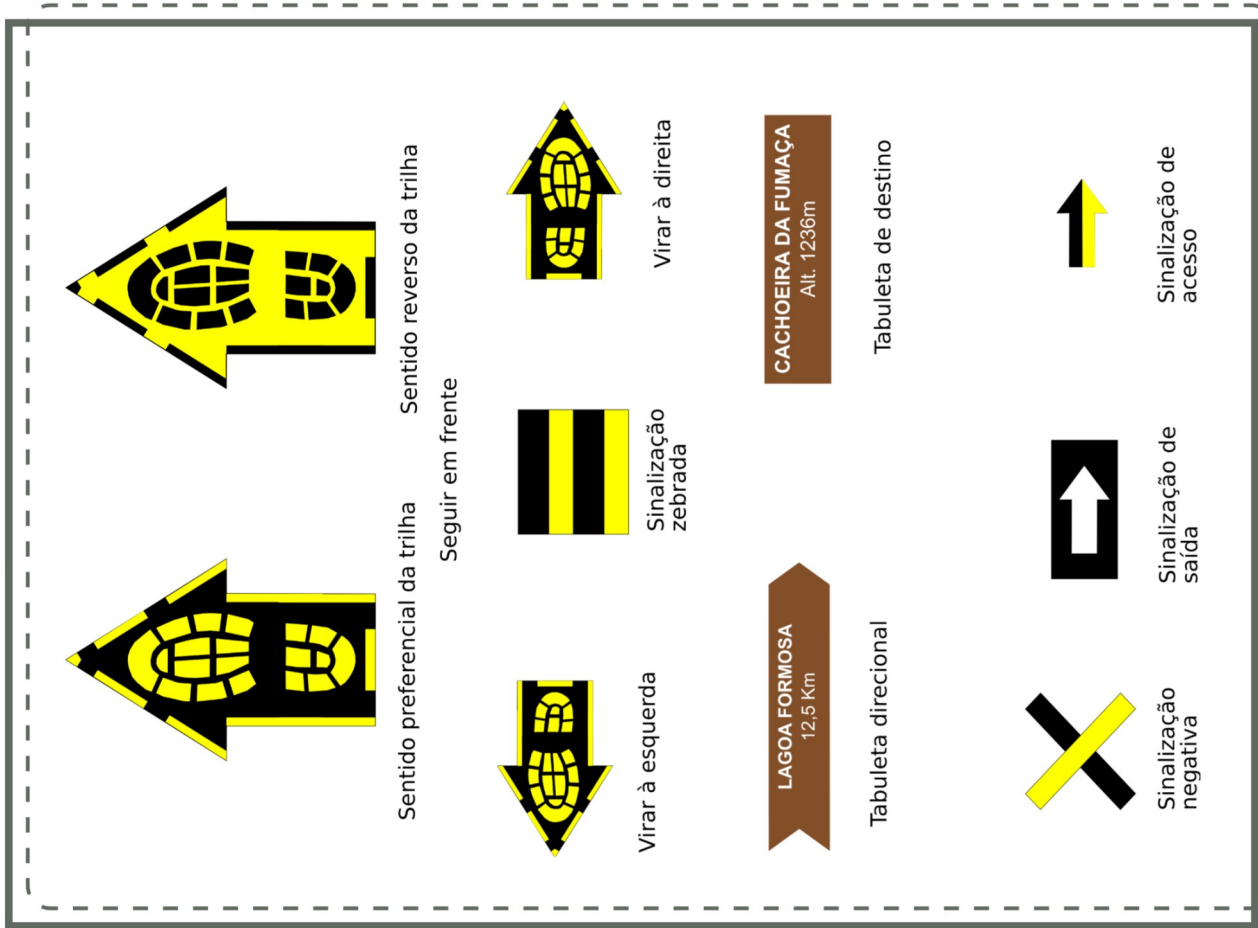 Sentido preferencial da trilha
Sentido reverso da trilha
Seguir em frente
Virar à esquerda
Sinalização
zebrada
Virar à direita
LAGOA FORMOSA
12,5 Km
CACHOEIRA DA FUMAÇA
Alt. 1236m
Tabuleta direcional
Tabuleta de destino
Sinalização
negativa
Sinalização de
saída
Sinalização de
acesso